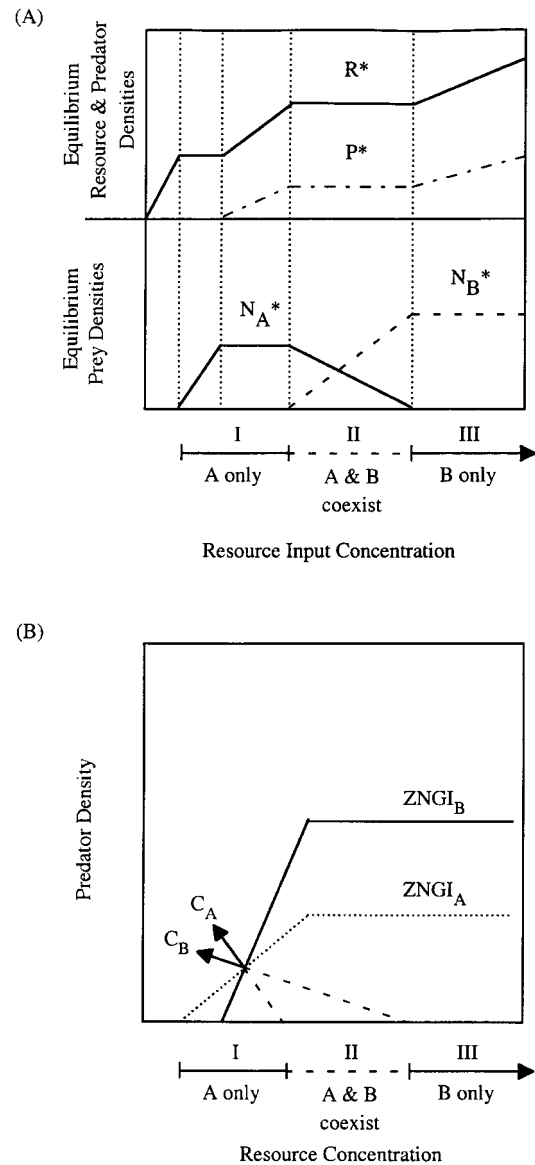 (A)
Equilibrium
Resource & Predator
Densities
R*
P*
Equilibrium
Prey Densities
N_A*
N_B*
I II III
A only A & B B only
coexist
Resource Input Concentration
(B)
Predator Density
ZNGI_B
ZNGI_A
C_A
C_B
I II III
A only A & B B only
coexist
Resource Concentration